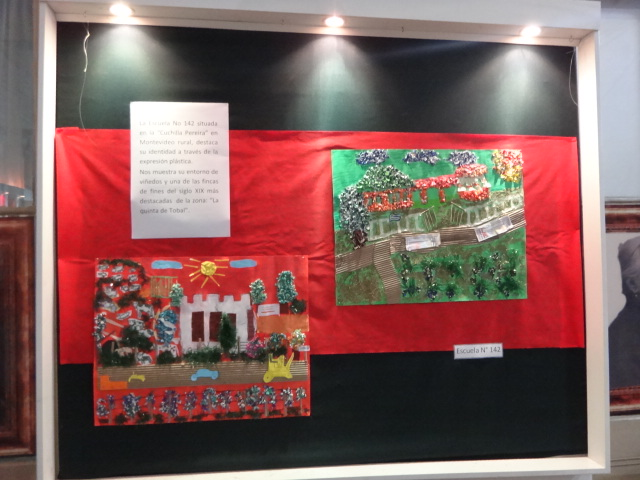 La Escuela No 142 situada
en la "Cuchilla Pereira" en
Montevideo rural, destaca
su identidad a través de la
expresión plástica.
Nos muestra su entorno de
viñedos y una de las fincas
de fines del siglo XIX más
destacadas de la zona: "La
quinta de Tobal".
Escuela N° 142